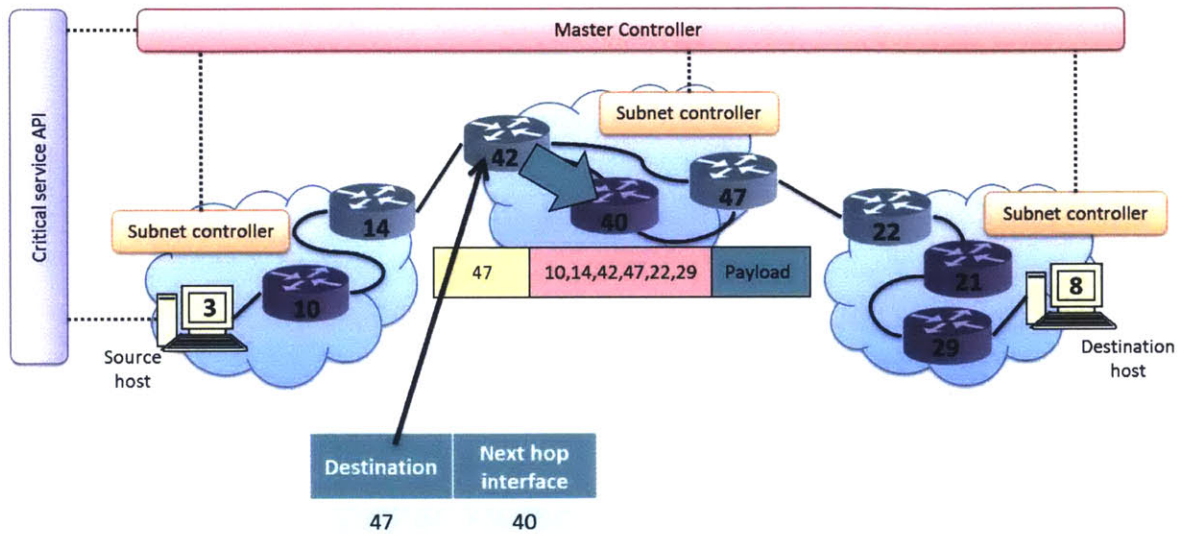 Master Controller
Critical service API
Subnet controller
42
47
40
14
Subnet controller
Subnet controller
22
10
21
3
8
29
47
10,14,42,47,22,29
Payload
Source
host
Destination
host
Destination
Next hop
interface
47
40